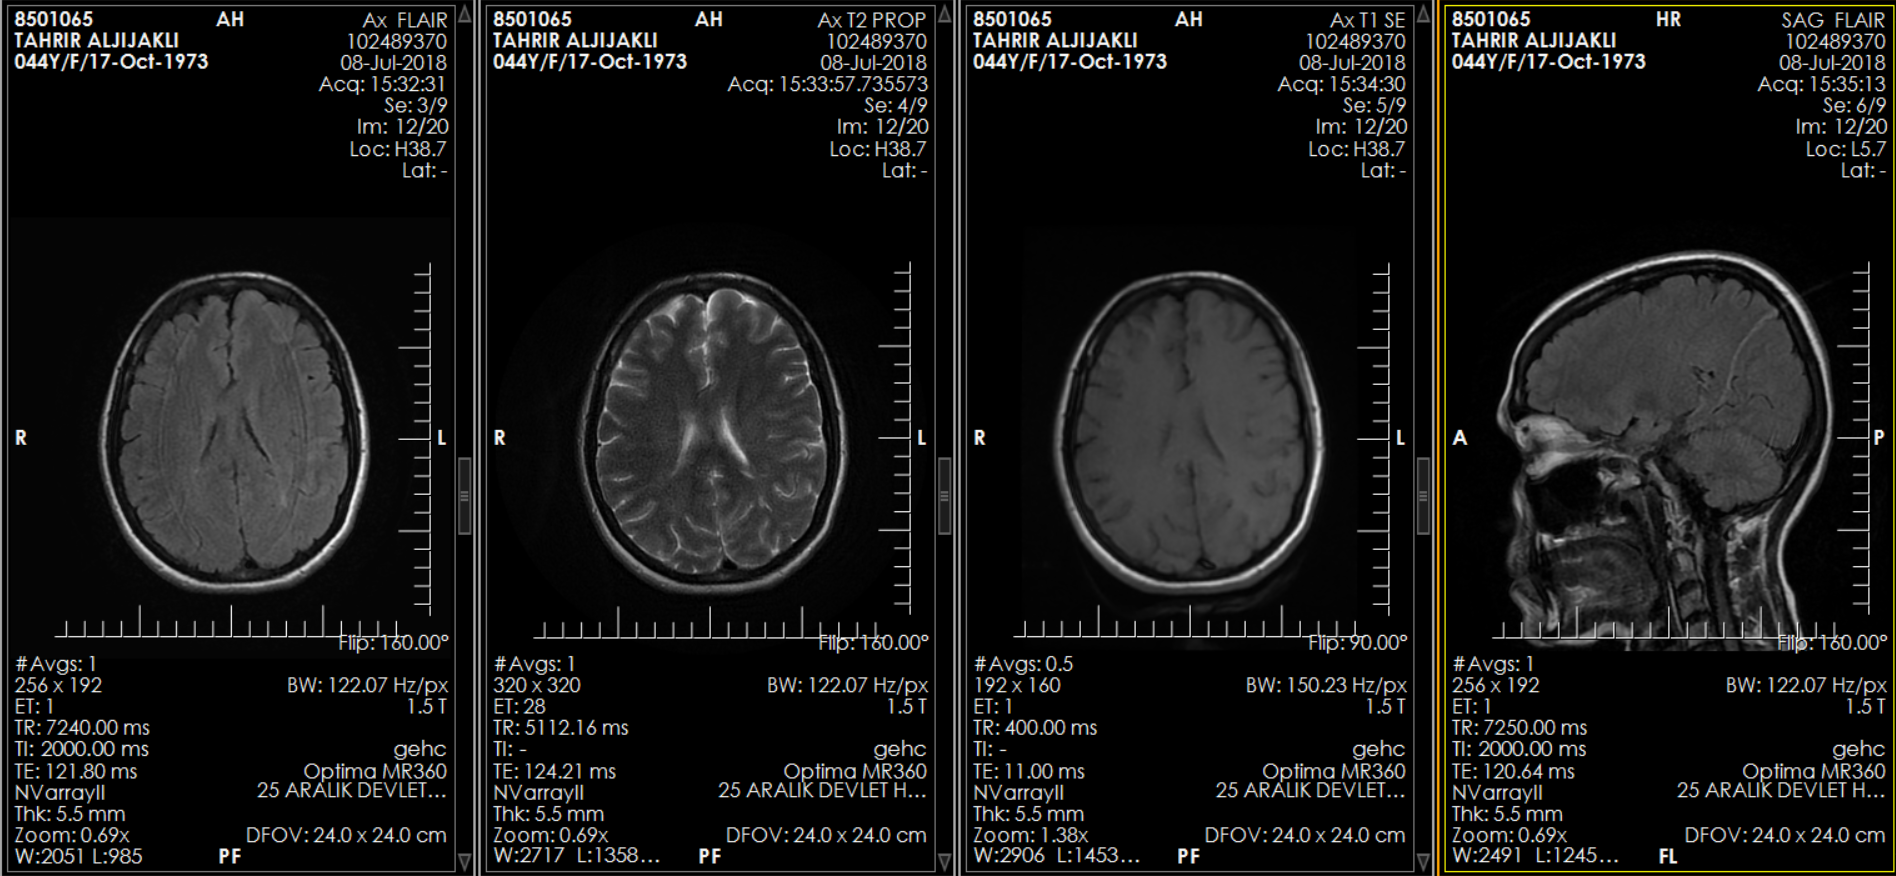 8501065 AH Ax FLAIR
TAHRIR ALJIJAKLI 102489370
044Y/F/17-Oct-1973 08-Jul-2018
Acq: 15:32:31
Se: 3/9
Im: 12/20
Loc: H38.7
Lat: -
R L
Flip: 160.00°
#Avgs: 1
256 x 192 BW: 122.07 Hz/px
ET: 1 1.5 T
TR: 7240.00 ms
TI: 2000.00 ms gehc
TE: 121.80 ms Optima MR360
NVarrayII 25 ARALIK DEVLET...
Thk: 5.5 mm
Zoom: 0.69x DFOV: 24.0 x 24.0 cm
W:2051 L:985 PF
8501065 AH Ax T2 PROP
TAHRIR ALJIJAKLI 102489370
044Y/F/17-Oct-1973 08-Jul-2018
Acq: 15:33:57.735573
Se: 4/9
Im: 12/20
Loc: H38.7
Lat: -
R L
Flip: 160.00°
#Avgs: 1
320 x 320 BW: 122.07 Hz/px
ET: 28 1.5 T
TR: 5112.16 ms
TI: - gehc
TE: 124.21 ms Optima MR360
NVarrayII 25 ARALIK DEVLET H...
Thk: 5.5 mm
Zoom: 0.69x DFOV: 24.0 x 24.0 cm
W:2717 L:1358... PF
8501065 AH Ax T1 SE
TAHRIR ALJIJAKLI 102489370
044Y/F/17-Oct-1973 08-Jul-2018
Acq: 15:34:30
Se: 5/9
Im: 12/20
Loc: H38.7
Lat: -
R L
Flip: 90.00°
#Avgs: 0.5
192 x 160 BW: 150.23 Hz/px
ET: 1 1.5 T
TR: 400.00 ms
TI: - gehc
TE: 11.00 ms Optima MR360
NVarrayII 25 ARALIK DEVLET...
Thk: 5.5 mm
Zoom: 1.38x DFOV: 24.0 x 24.0 cm
W:2906 L:1453... PF
8501065 HR SAG FLAIR
TAHRIR ALJIJAKLI 102489370
044Y/F/17-Oct-1973 08-Jul-2018
Acq: 15:35:13
Se: 6/9
Im: 12/20
Loc: L5.7
Lat: -
A P
Flip: 160.00°
#Avgs: 1
256 x 192 BW: 122.07 Hz/px
ET: 1 1.5 T
TR: 7250.00 ms
TI: 2000.00 ms gehc
TE: 120.64 ms Optima MR360
NVarrayII 25 ARALIK DEVLET H...
Thk: 5.5 mm
Zoom: 0.69x DFOV: 24.0 x 24.0 cm
W:2491 L:1245... FL